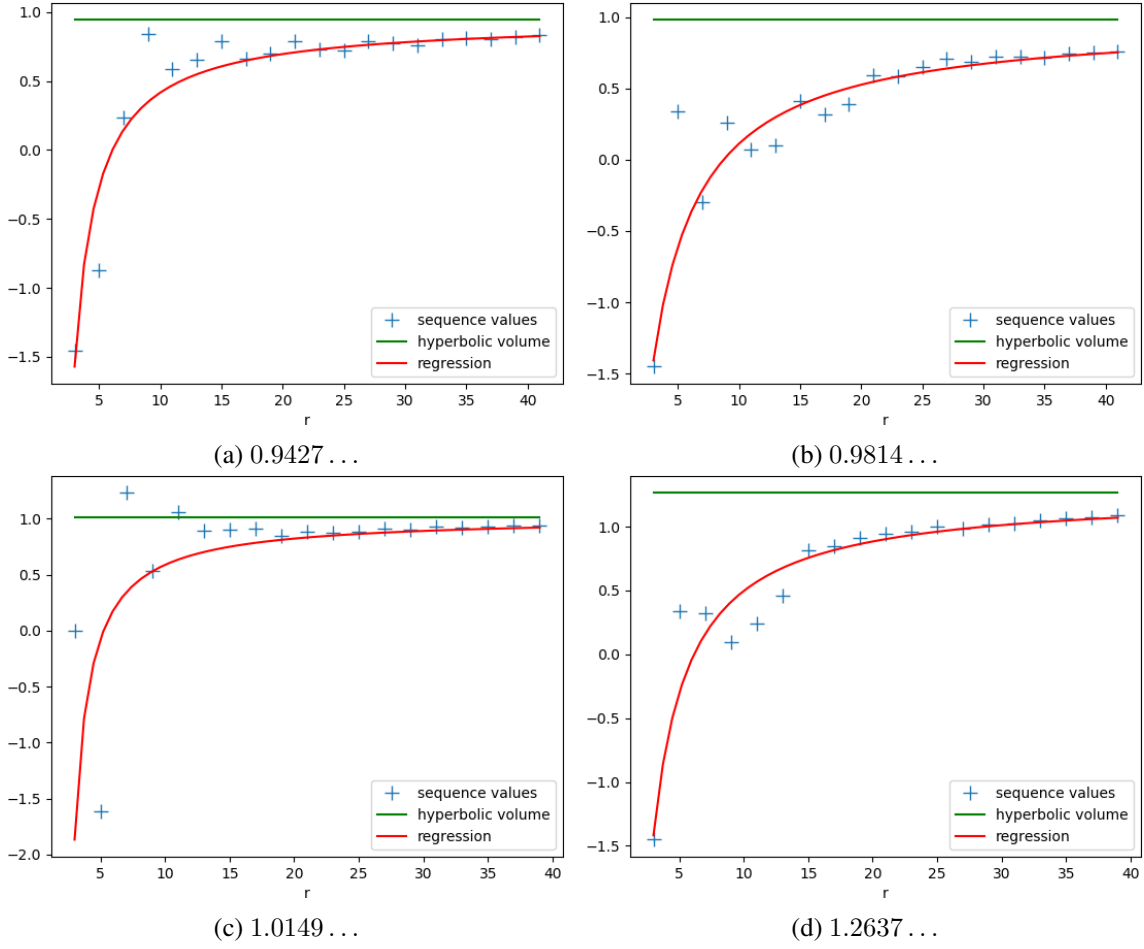 1.0
0.5
0.0
−0.5
−1.0
−1.5
5 10 15 20 25 30 35 40
r
sequence values
hyperbolic volume
regression
(a) 0.9427...
1.0
0.5
0.0
−0.5
−1.0
−1.5
5 10 15 20 25 30 35 40
r
sequence values
hyperbolic volume
regression
(b) 0.9814...
1.0
0.5
0.0
−0.5
−1.0
−1.5
−2.0
5 10 15 20 25 30 35 40
r
sequence values
hyperbolic volume
regression
(c) 1.0149...
1.0
0.5
0.0
−0.5
−1.0
−1.5
5 10 15 20 25 30 35 40
r
sequence values
hyperbolic volume
regression
(d) 1.2637...